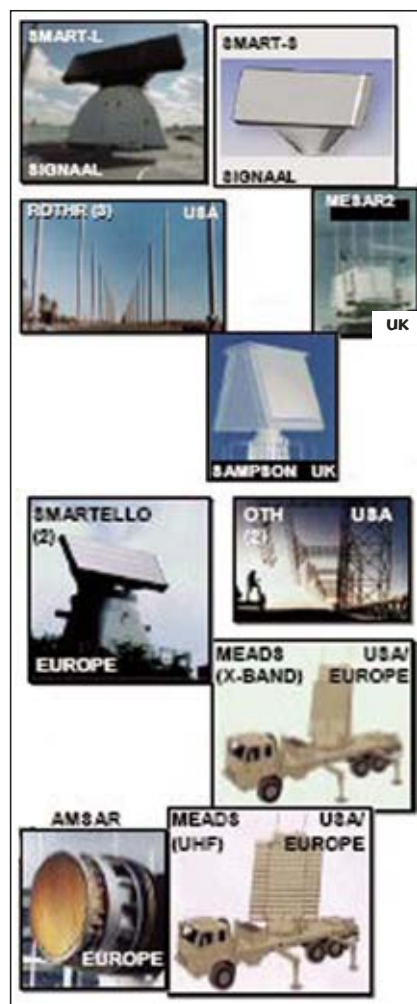 SMART-L
SIGNAAL
SMART-S
SIGNAAL
ROTHR (3) USA
MESAR2
UK
SAMPSON UK
SMARTELLO
(2)
EUROPE
OTH USA
(2)
MEADS USA/
(X-BAND) EUROPE
AMSAR
EUROPE
MEADS USA/
(UHF) EUROPE